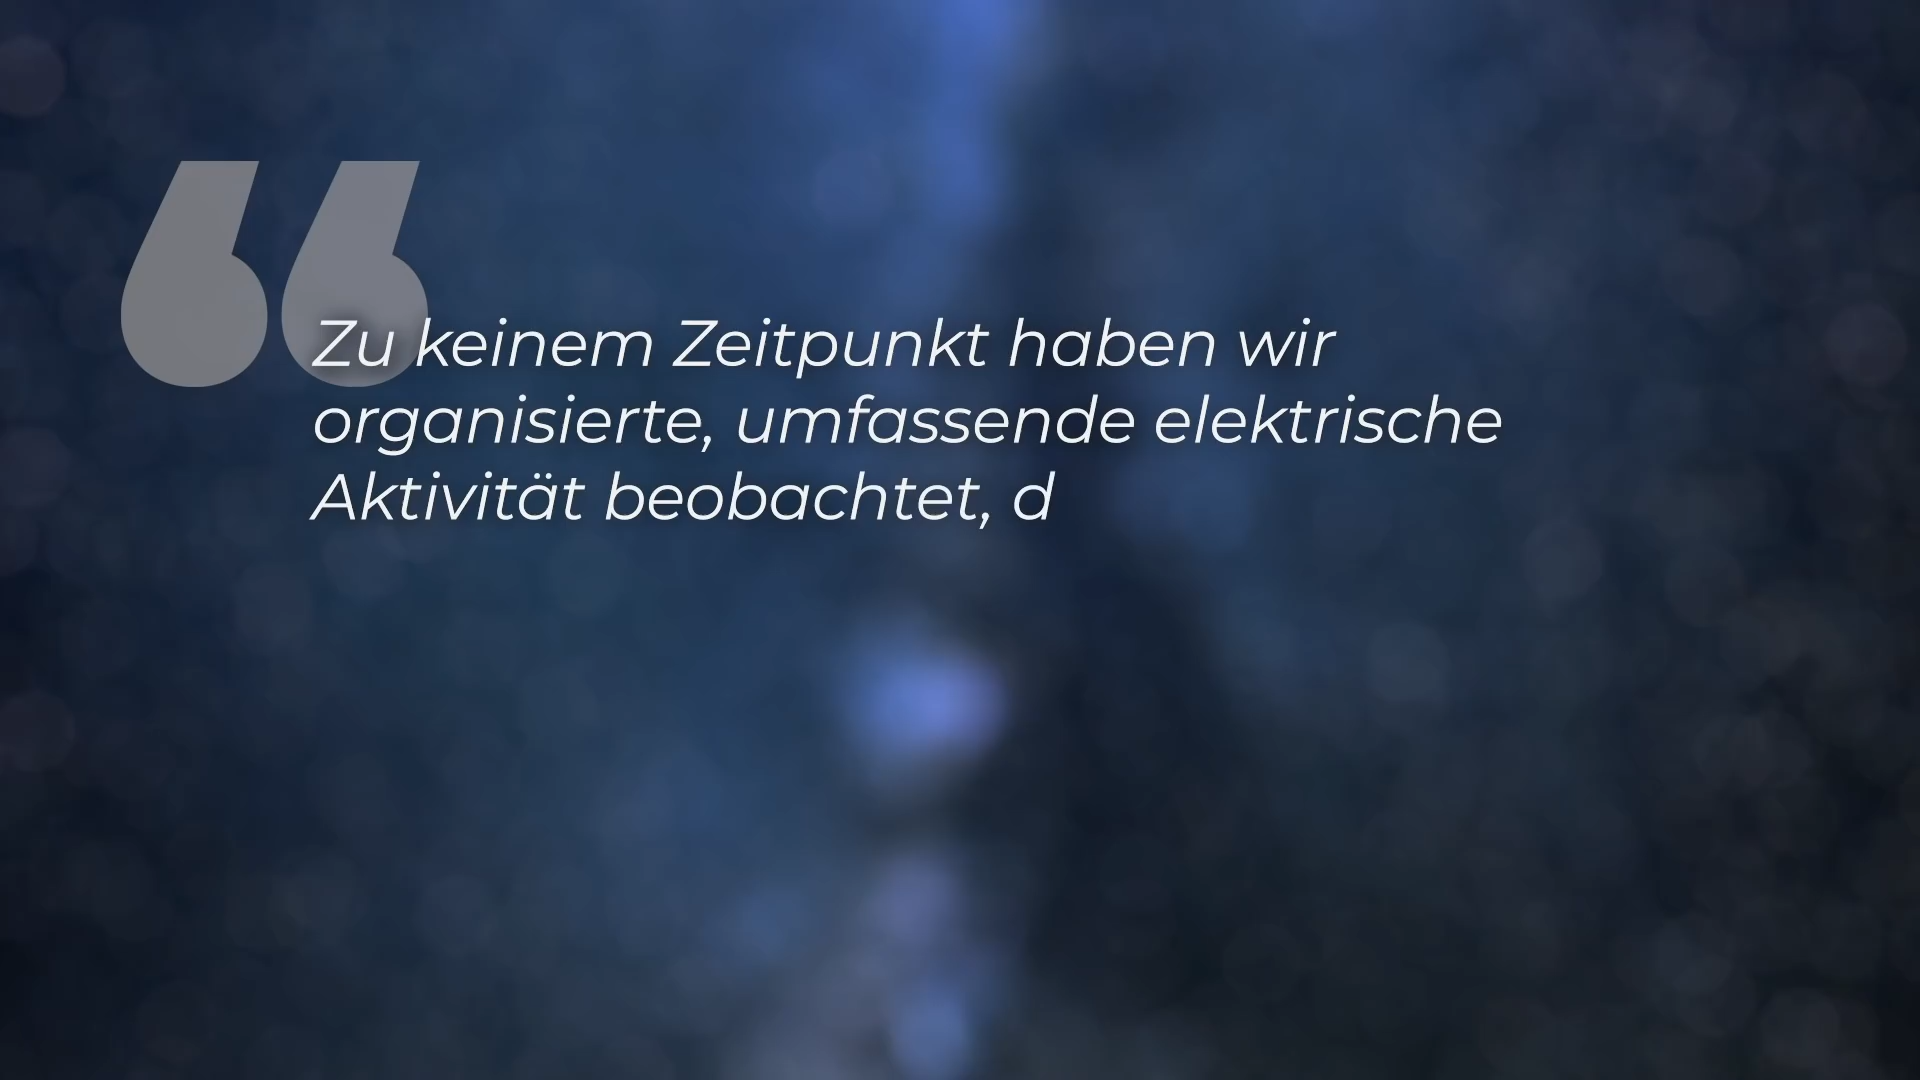 Zu keinem Zeitpunkt haben wir
organisierte, umfassende elektrische
Aktivität beobachtet, d